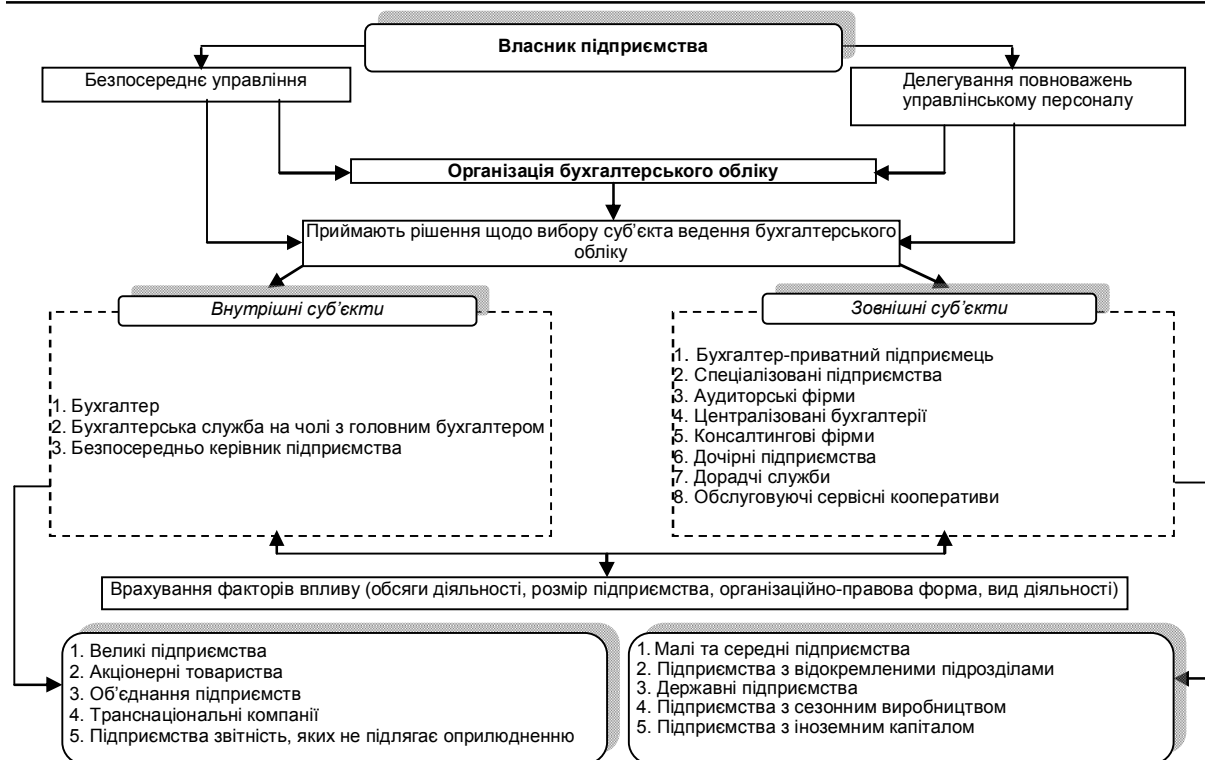 Власник підприємства
Безпосереднє управління
Делегування повноважень
управлінському персоналу
Організація бухгалтерського обліку
Приймають рішення щодо вибору суб’єкта ведення бухгалтерського
обліку
Внутрішні суб’єкти
1. Бухгалтер
2. Бухгалтерська служба на чолі з головним бухгалтером
3. Безпосередньо керівник підприємства
Зовнішні суб’єкти
1. Бухгалтер-приватний підприємець
2. Спеціалізовані підприємства
3. Аудиторські фірми
4. Централізовані бухгалтерії
5. Консалтингові фірми
6. Дочірні підприємства
7. Дорадчі служби
8. Обслуговуючі сервісні кооперативи
Врахування факторів впливу (обсяги діяльності, розмір підприємства, організаційно-правова форма, вид діяльності)
1. Великі підприємства
2. Акціонерні товариства
3. Об’єднання підприємств
4. Транснаціональні компанії
5. Підприємства звітність, яких не підлягає оприлюдненню
1. Малі та середні підприємства
2. Підприємства з відокремленими підрозділами
3. Державні підприємства
4. Підприємства з сезонним виробництвом
5. Підприємства з іноземним капіталом